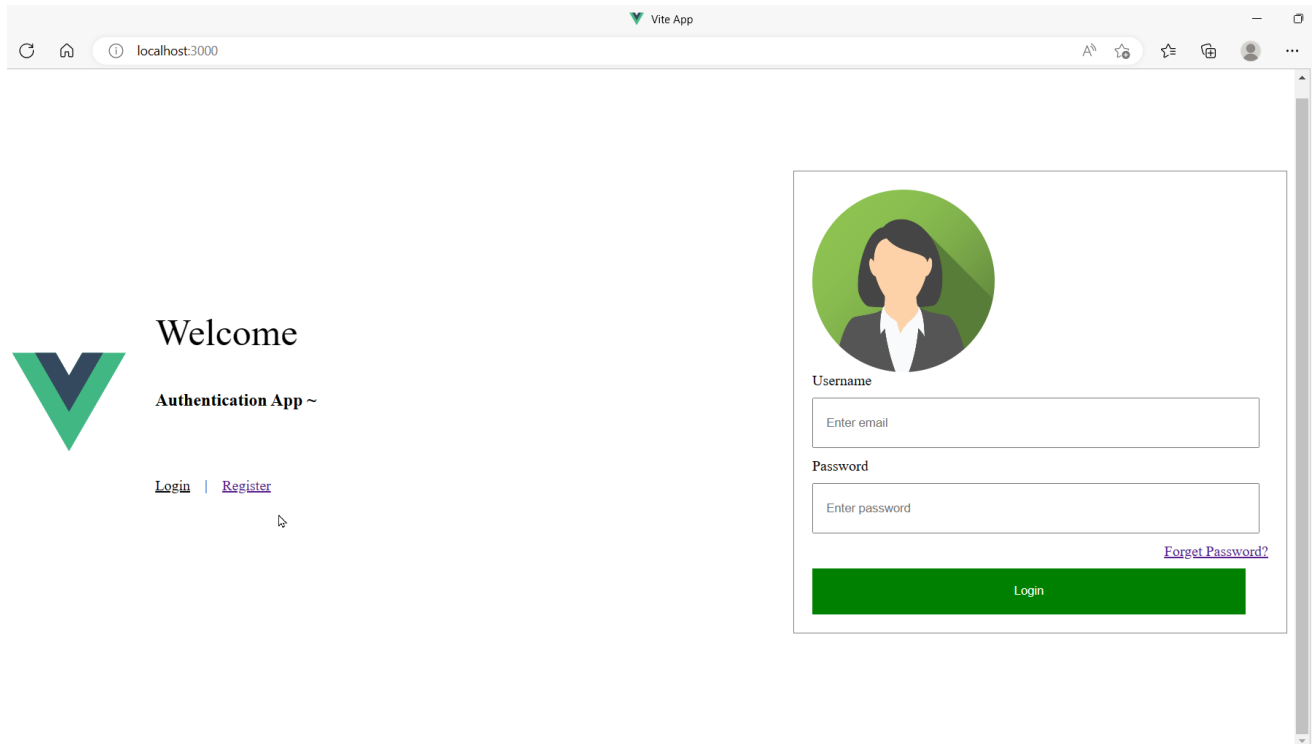 Vite App
localhost:3000
Welcome
Authentication App ~
Login | Register
Username
Enter email
Password
Enter password
Forget Password?
Login